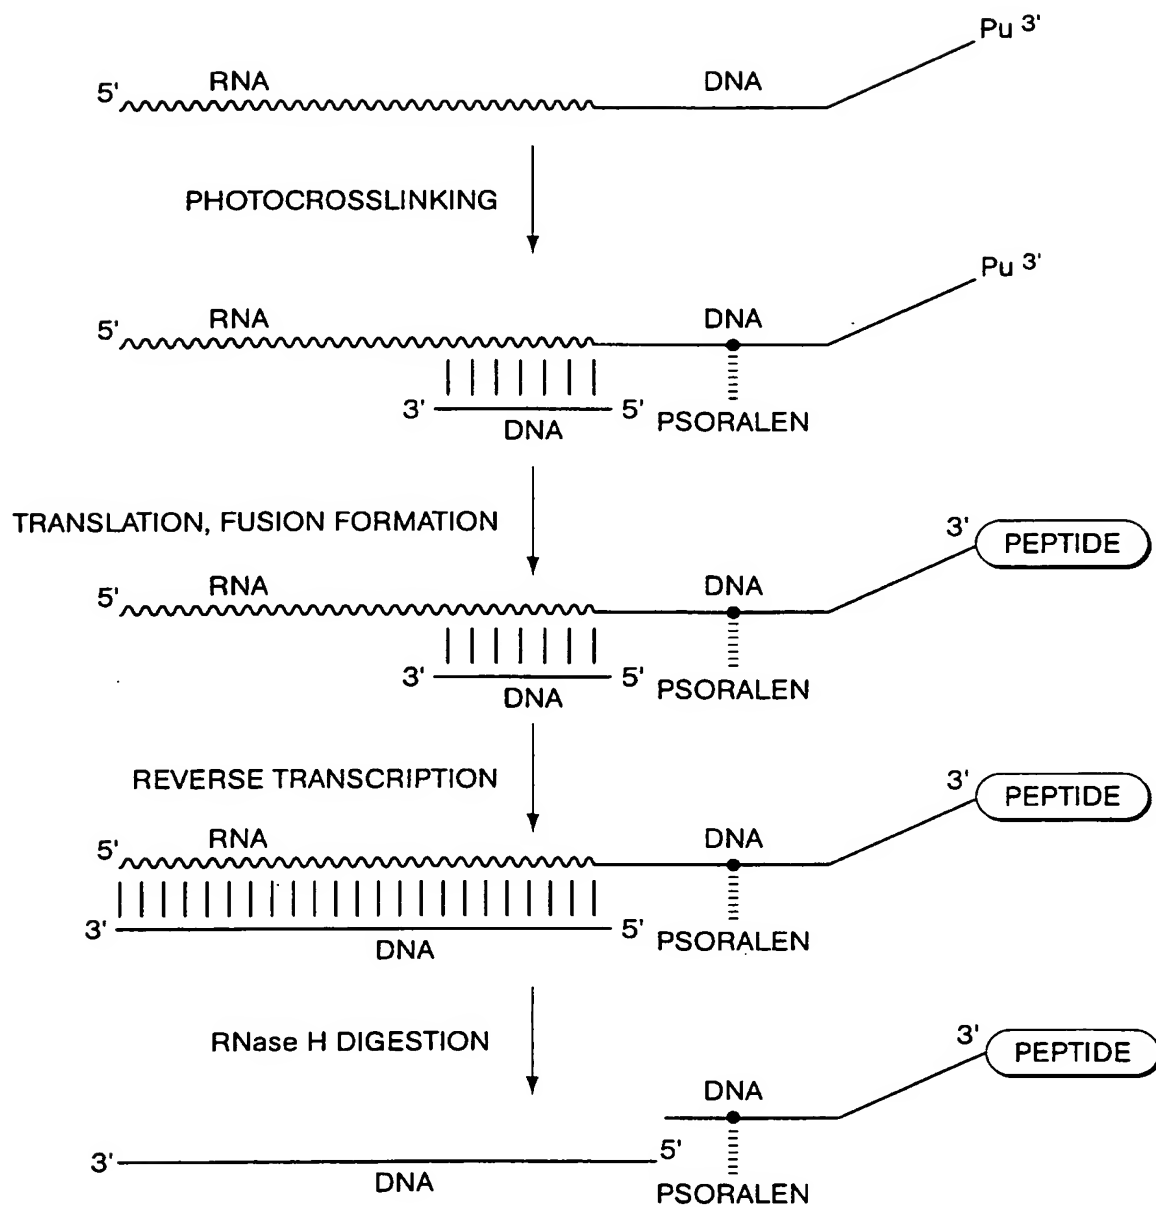 Pu 3'
5' RNA DNA
PHOTOCROSSLINKING
Pu 3'
5' RNA DNA
3' DNA 5' PSORALEN
TRANSLATION, FUSION FORMATION
3' PEPTIDE
5' RNA DNA
3' DNA 5' PSORALEN
REVERSE TRANSCRIPTION
3' PEPTIDE
5' RNA DNA
3' DNA 5' PSORALEN
RNase H DIGESTION
3' PEPTIDE
DNA
3' DNA 5' PSORALEN